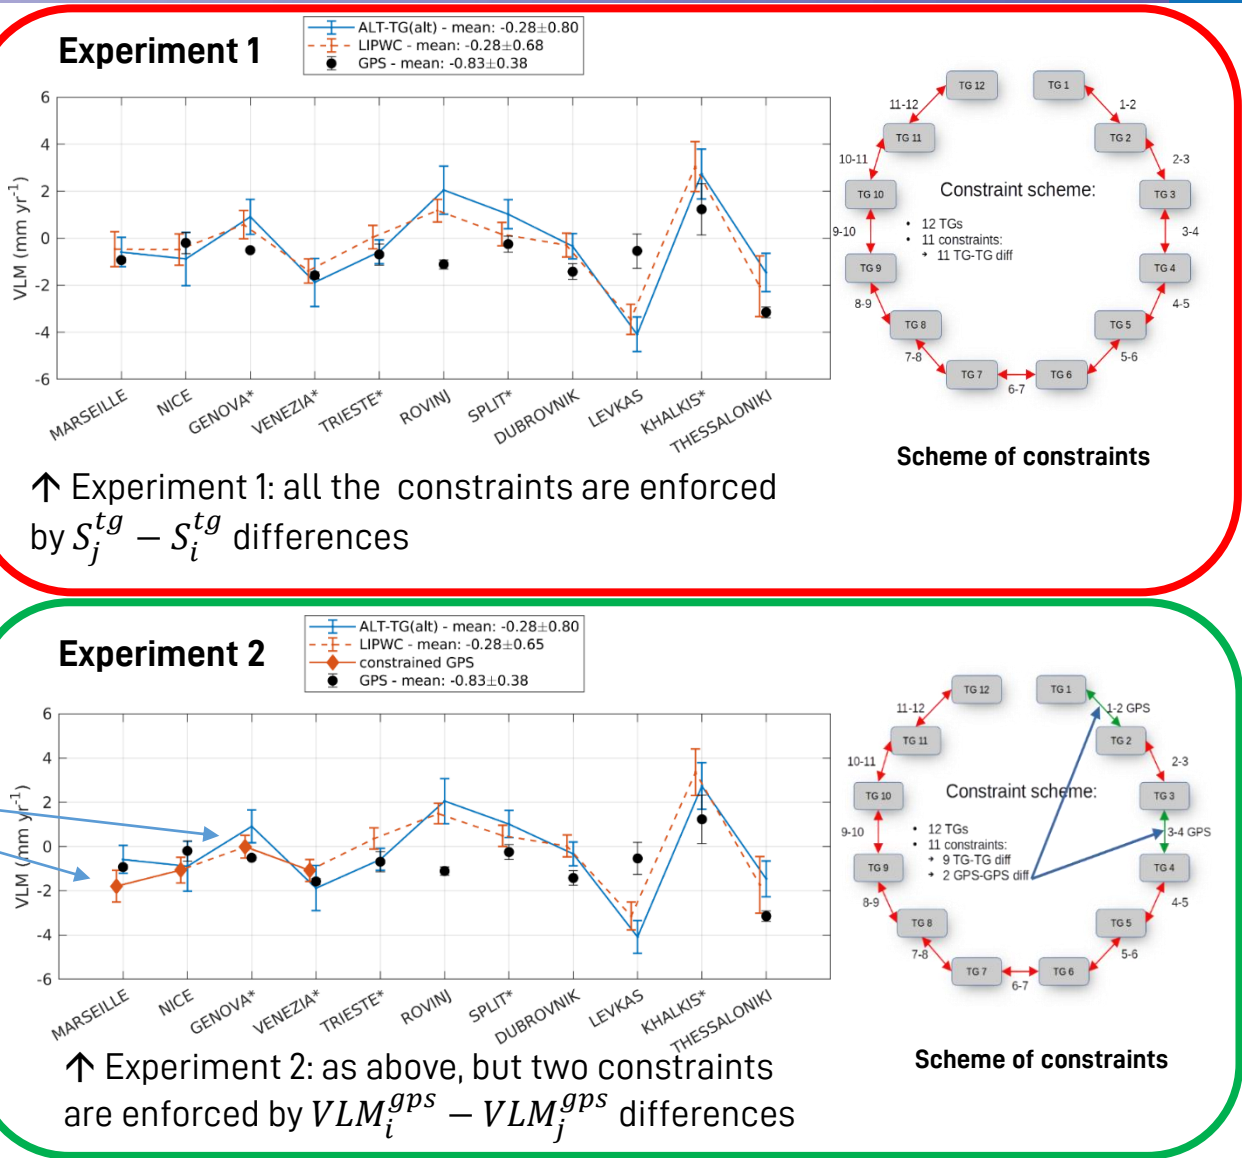 Experiment 1
ALT-TG(alt) - mean: -0.28±0.80
LIPWC - mean: -0.28±0.68
GPS - mean: -0.83±0.38
VLM (mm yr⁻¹)
6
4
2
0
-2
-4
-6
MARSEILLE
NICE
GENOVA*
VENEZIA*
TRIESTE*
ROVINJ
SPLIT*
DUBROVNIK
LEVKAS
KHALKIS*
THESSALONIKI
TG 12
TG 1
11-12
1-2
TG 11
TG 2
10-11
2-3
TG 10
TG 3
Constraint scheme:
• 12 TGs
• 11 constraints:
➔ 11 TG-TG diff
9-10
3-4
TG 9
TG 4
8-9
4-5
TG 8
TG 5
7-8
5-6
TG 7
TG 6
6-7
Scheme of constraints
↑ Experiment 1: all the constraints are enforced
by S_j^tg − S_i^tg differences
Experiment 2
ALT-TG(alt) - mean: -0.28±0.80
LIPWC - mean: -0.28±0.65
constrained GPS
GPS - mean: -0.83±0.38
VLM (mm yr⁻¹)
6
4
2
0
-2
-4
-6
MARSEILLE
NICE
GENOVA*
VENEZIA*
TRIESTE*
ROVINJ
SPLIT*
DUBROVNIK
LEVKAS
KHALKIS*
THESSALONIKI
TG 12
TG 1
11-12
1-2 GPS
TG 11
TG 2
10-11
2-3
TG 10
TG 3
Constraint scheme:
• 12 TGs
• 11 constraints:
➔ 9 TG-TG diff
➔ 2 GPS-GPS diff
9-10
3-4 GPS
TG 9
TG 4
8-9
4-5
TG 8
TG 5
7-8
5-6
TG 7
TG 6
6-7
Scheme of constraints
↑ Experiment 2: as above, but two constraints
are enforced by VLM_i^gps − VLM_j^gps differences